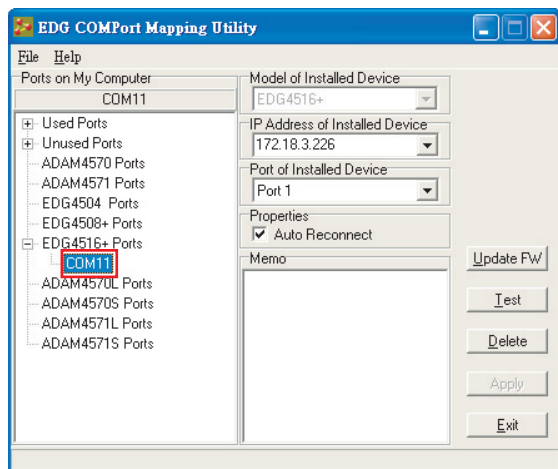 EDG COMPort Mapping Utility
File Help
Ports on My Computer
COM11
Used Ports
Unused Ports
ADAM4570 Ports
ADAM4571 Ports
EDG4504 Ports
EDG4508+ Ports
EDG4516+ Ports
COM11
ADAM4570L Ports
ADAM4570S Ports
ADAM4571L Ports
ADAM4571S Ports
Model of Installed Device
EDG4516+
IP Address of Installed Device
172.18.3.226
Port of Installed Device
Port 1
Properties
Auto Reconnect
Memo
Update FW
Test
Delete
Apply
Exit